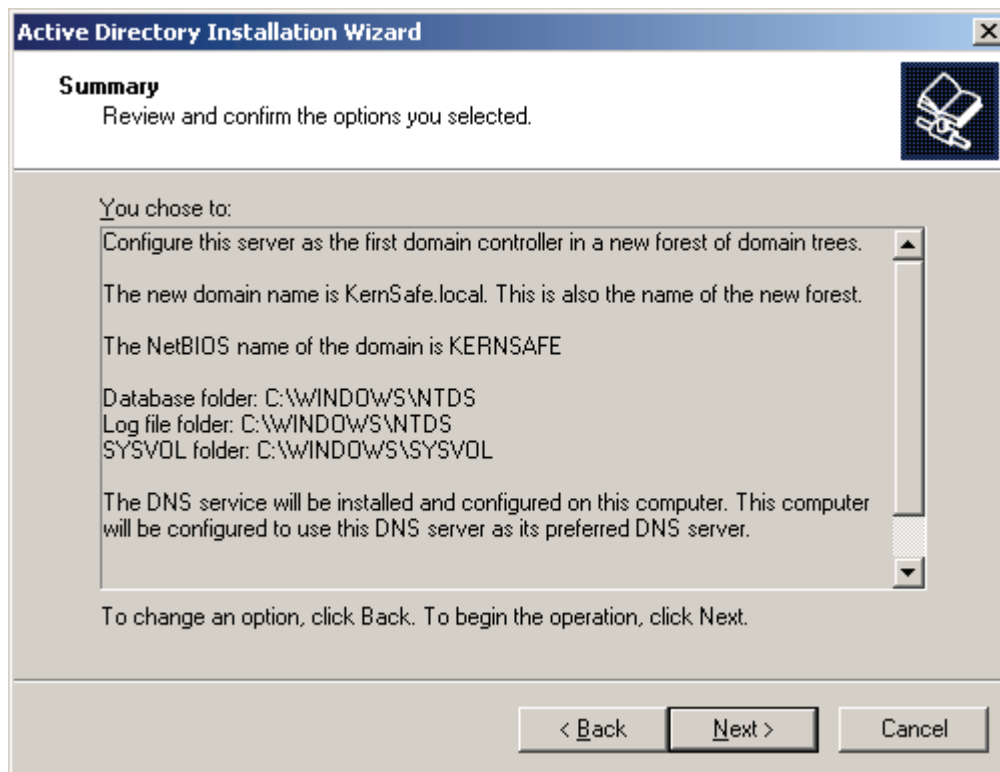 Active Directory Installation Wizard
Summary
Review and confirm the options you selected.
You chose to:
Configure this server as the first domain controller in a new forest of domain trees.
The new domain name is KernSafe.local. This is also the name of the new forest.
The NetBIOS name of the domain is KERNSAFE
Database folder: C:\WINDOWS\NTDS
Log file folder: C:\WINDOWS\NTDS
SYSVOL folder: C:\WINDOWS\SYSVOL
The DNS service will be installed and configured on this computer. This computer
will be configured to use this DNS server as its preferred DNS server.
To change an option, click Back. To begin the operation, click Next.
< Back Next > Cancel